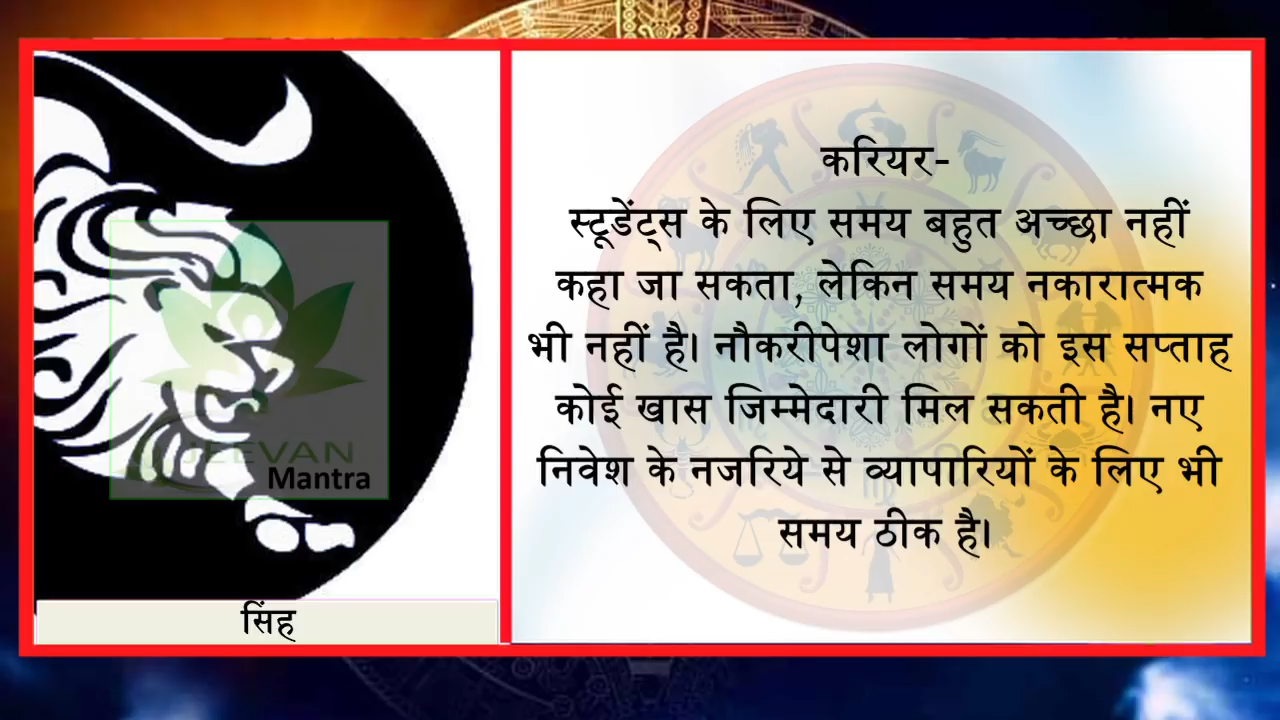 करियर-
स्टूडेंट्स के लिए समय बहुत अच्छा नहीं
कहा जा सकता, लेकिन समय नकारात्मक
भी नहीं है। नौकरीपेशा लोगों को इस सप्ताह
कोई खास जिम्मेदारी मिल सकती है। नए
निवेश के नजरिये से व्यापारियों के लिए भी
समय ठीक है।
JEEVAN
Mantra
सिंह